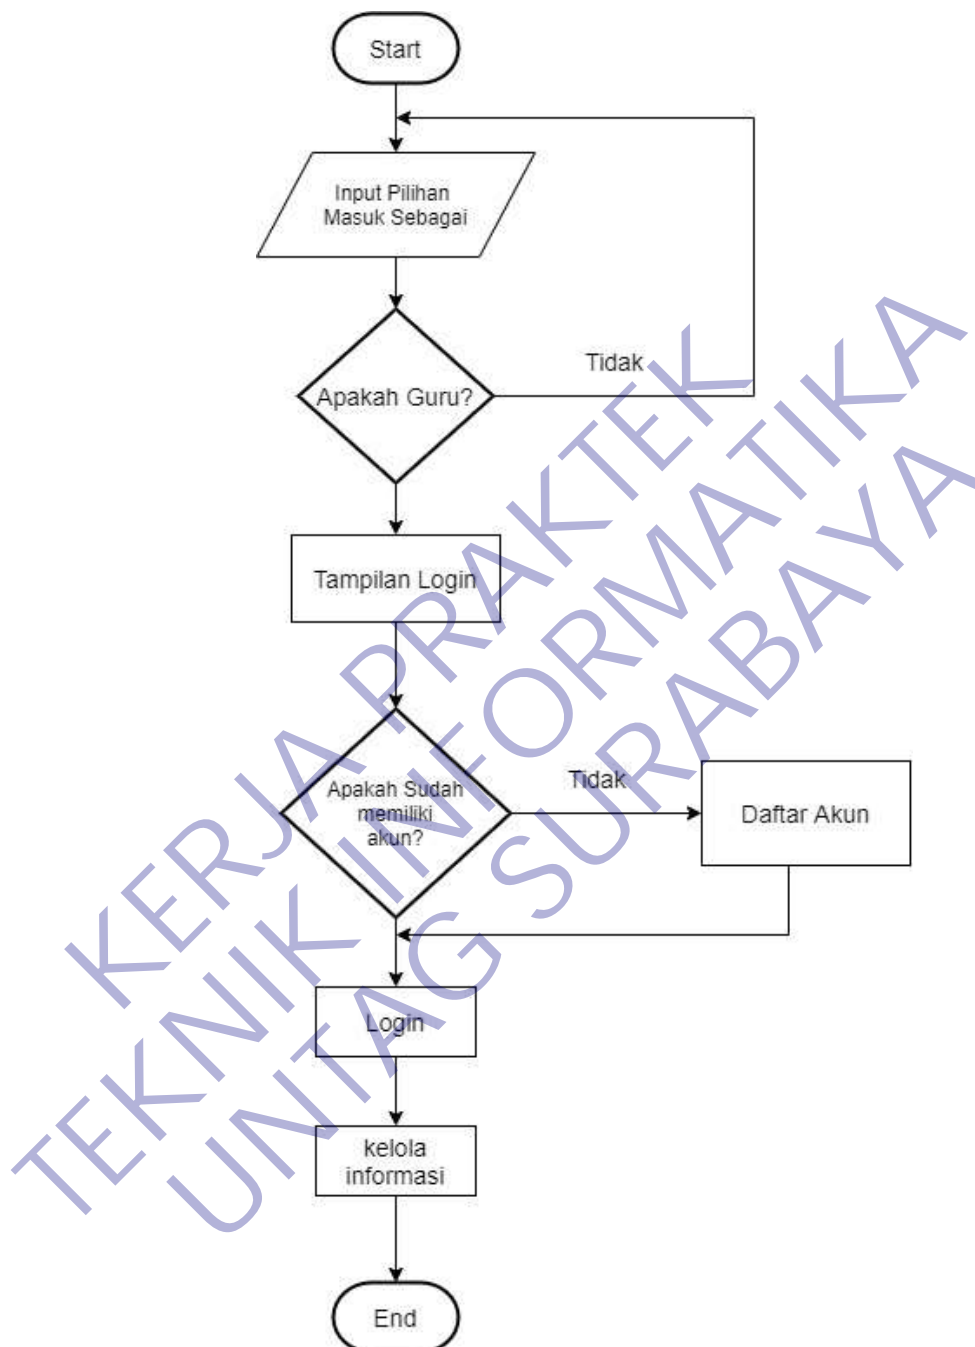 Start
Input Pilihan
Masuk Sebagai
Apakah Guru?
Tidak
Tampilan Login
Apakah Sudah
memiliki
akun?
Tidak
Daftar Akun
Login
kelola
informasi
End
KERJA PRAKTEK
TEKNIK INFORMATIKA
UNTAG SURABAYA